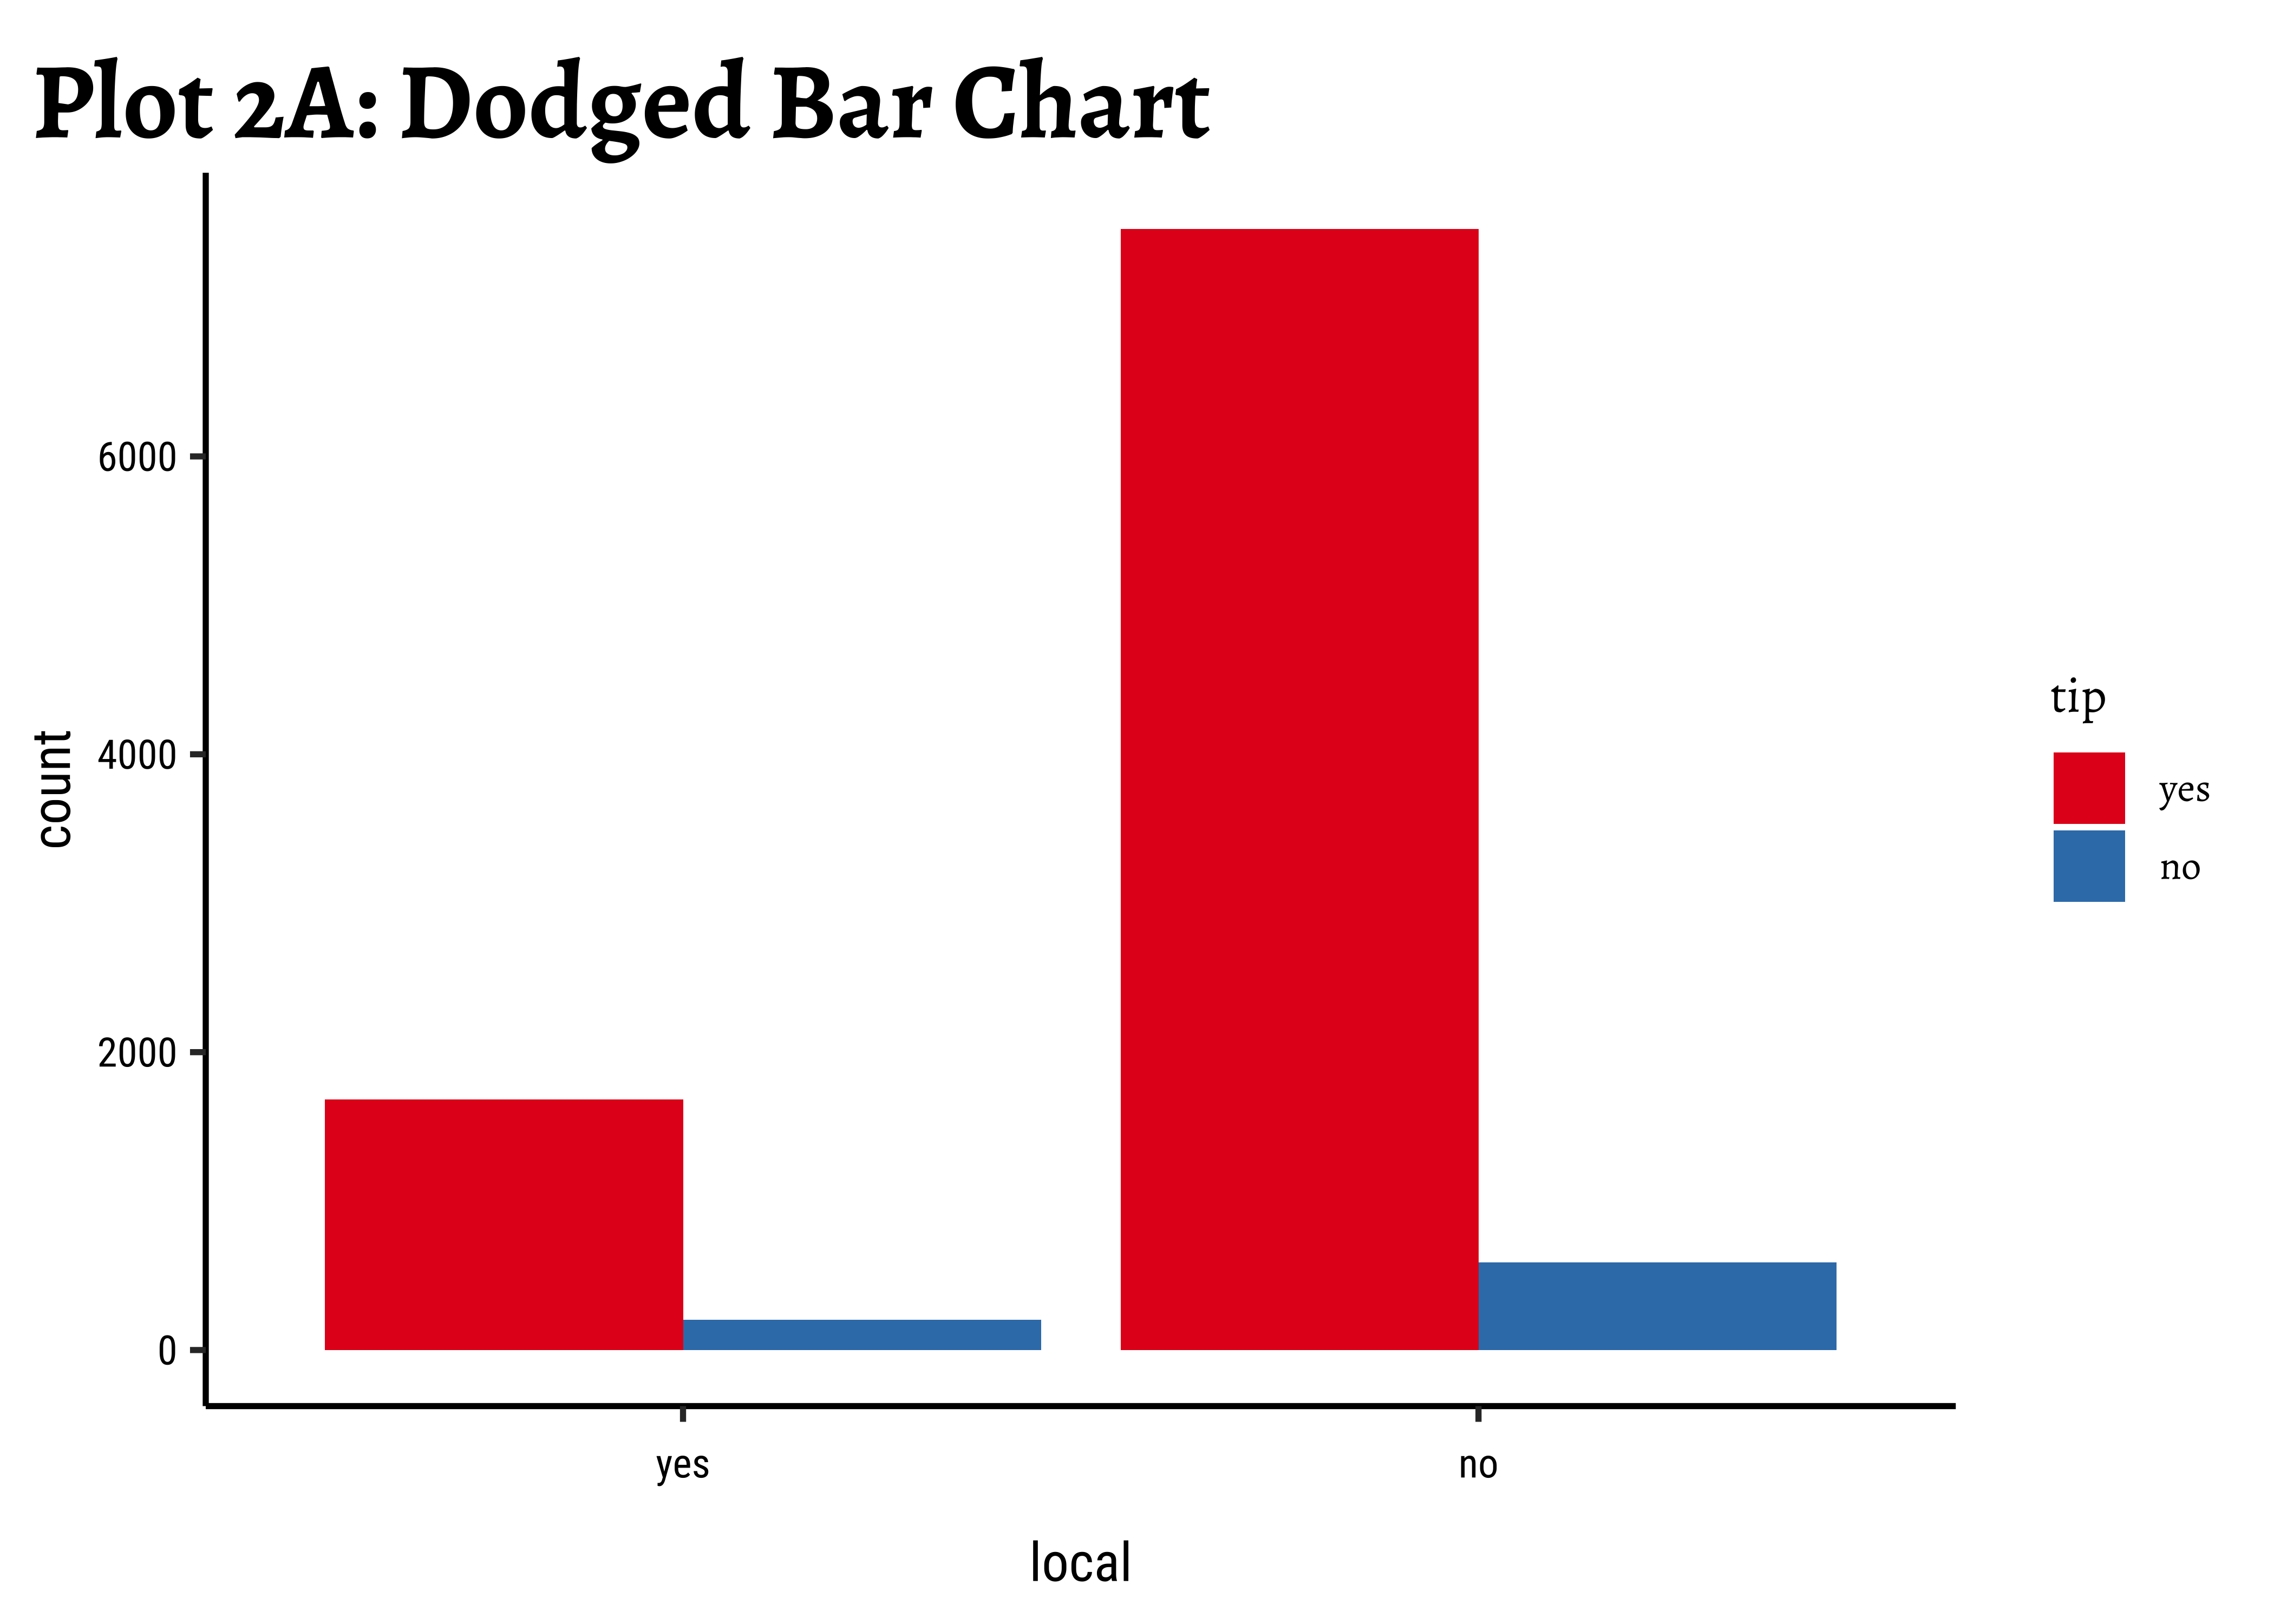 Plot 2A: Dodged Bar Chart
6000
4000
2000
0
count
yes
no
local
tip
yes
no